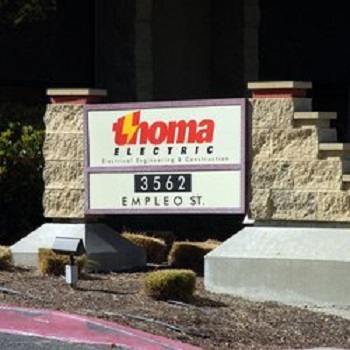 thoma
ELECTRIC
Electrical Engineering & Construction
3562
EMPLEO ST.